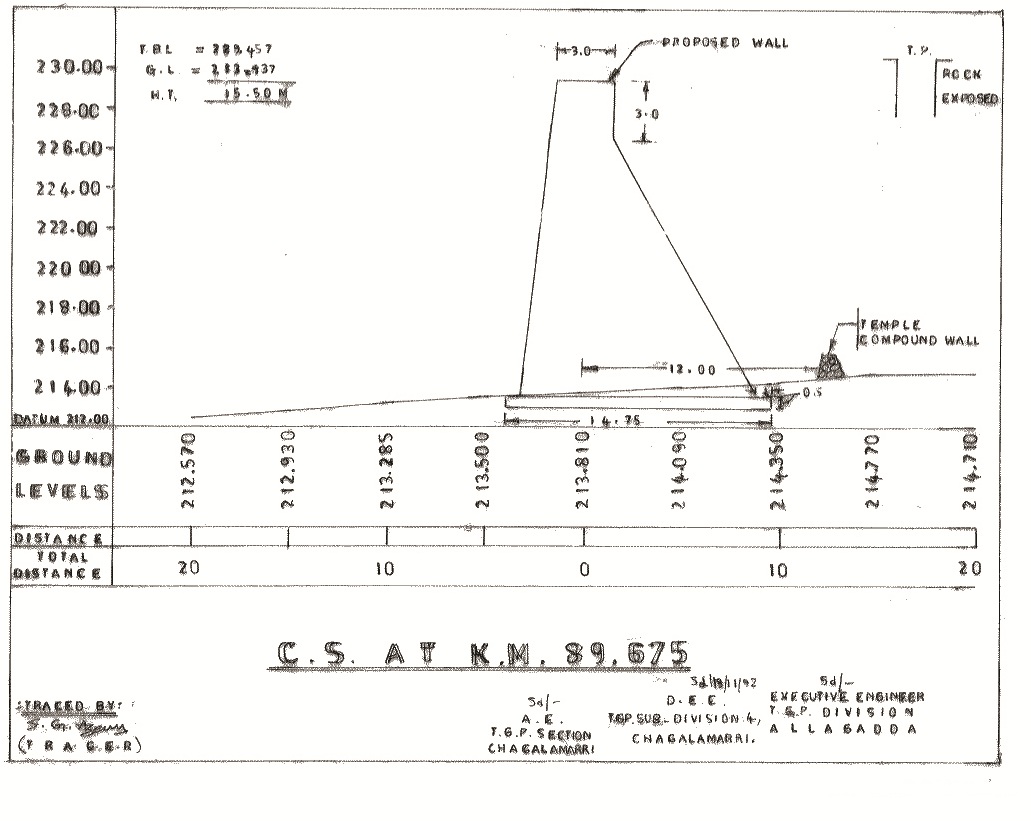 T.B.L = 229.457
G.L = 213.937
H.T. 15.50 M
3.0
PROPOSED WALL
T.P.
ROCK
EXPOSED
3.0
230.00
228.00
226.00
224.00
222.00
220 00
218.00
216.00
214.00
DATUM 212.00
TEMPLE
COMPOUND WALL
12.00
0.5
14.75
GROUND
LEVELS
212.570
212.930
213.285
213.500
213.810
214.090
214.350
214.770
214.710
DISTANCE
TOTAL
DISTANCE
20
10
0
10
20
C.S. AT K.M. 89.675
TRACED BY:
(TRACER)
Sd/-
A.E.
T.G.P. SECTION
CHAGALAMARRI
Sd/18/11/92
D.E.E.
TGP.SUB-DIVISION.4,
CHAGALAMARRI.
Sd/-
EXECUTIVE ENGINEER
T.G.P. DIVISION
ALLAGADDA